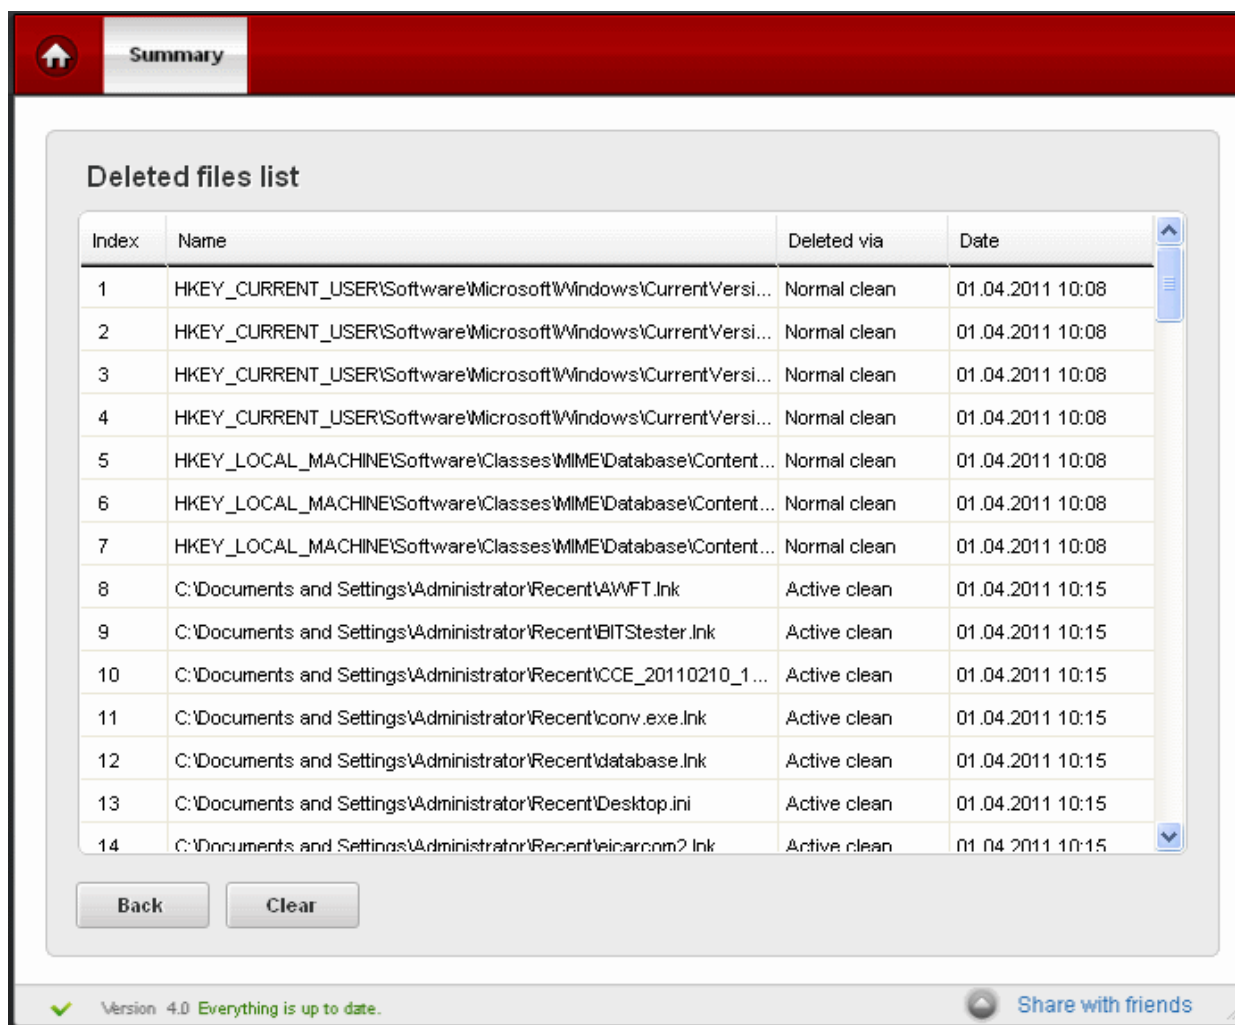 Summary
Deleted files list
Index Name Deleted via Date
1 HKEY_CURRENT_USER\Software\Microsoft\Windows\CurrentVersi... Normal clean 01.04.2011 10:08
2 HKEY_CURRENT_USER\Software\Microsoft\Windows\CurrentVersi... Normal clean 01.04.2011 10:08
3 HKEY_CURRENT_USER\Software\Microsoft\Windows\CurrentVersi... Normal clean 01.04.2011 10:08
4 HKEY_CURRENT_USER\Software\Microsoft\Windows\CurrentVersi... Normal clean 01.04.2011 10:08
5 HKEY_LOCAL_MACHINE\Software\Classes\MIME\Database\Content... Normal clean 01.04.2011 10:08
6 HKEY_LOCAL_MACHINE\Software\Classes\MIME\Database\Content... Normal clean 01.04.2011 10:08
7 HKEY_LOCAL_MACHINE\Software\Classes\MIME\Database\Content... Normal clean 01.04.2011 10:08
8 C:\Documents and Settings\Administrator\Recent\AWFT.lnk Active clean 01.04.2011 10:15
9 C:\Documents and Settings\Administrator\Recent\BITStester.lnk Active clean 01.04.2011 10:15
10 C:\Documents and Settings\Administrator\Recent\CCE_20110210_1... Active clean 01.04.2011 10:15
11 C:\Documents and Settings\Administrator\Recent\conv.exe.lnk Active clean 01.04.2011 10:15
12 C:\Documents and Settings\Administrator\Recent\database.lnk Active clean 01.04.2011 10:15
13 C:\Documents and Settings\Administrator\Recent\Desktop.ini Active clean 01.04.2011 10:15
14 C:\Documents and Settings\Administrator\Recent\eicarcom2.lnk Active clean 01.04.2011 10:15
Back Clear
Version 4.0 Everything is up to date. Share with friends